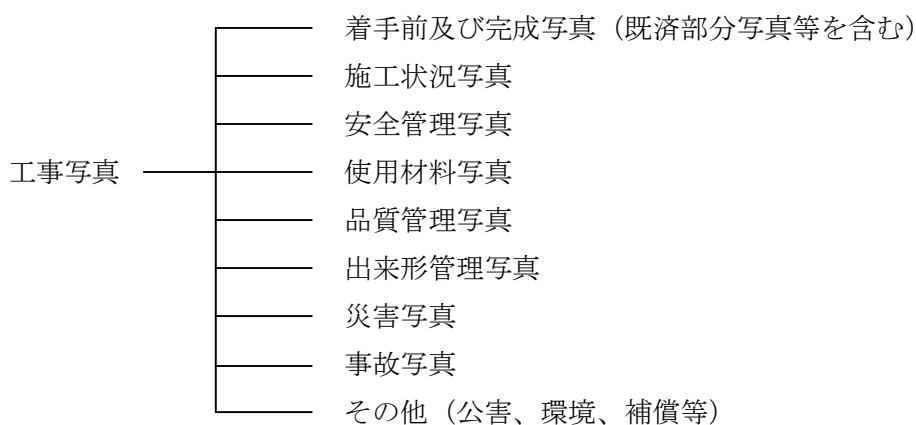 着手前及び完成写真（既済部分写真等を含む）
施工状況写真
安全管理写真
工事写真
使用材料写真
品質管理写真
出来形管理写真
災害写真
事故写真
その他（公害、環境、補償等）